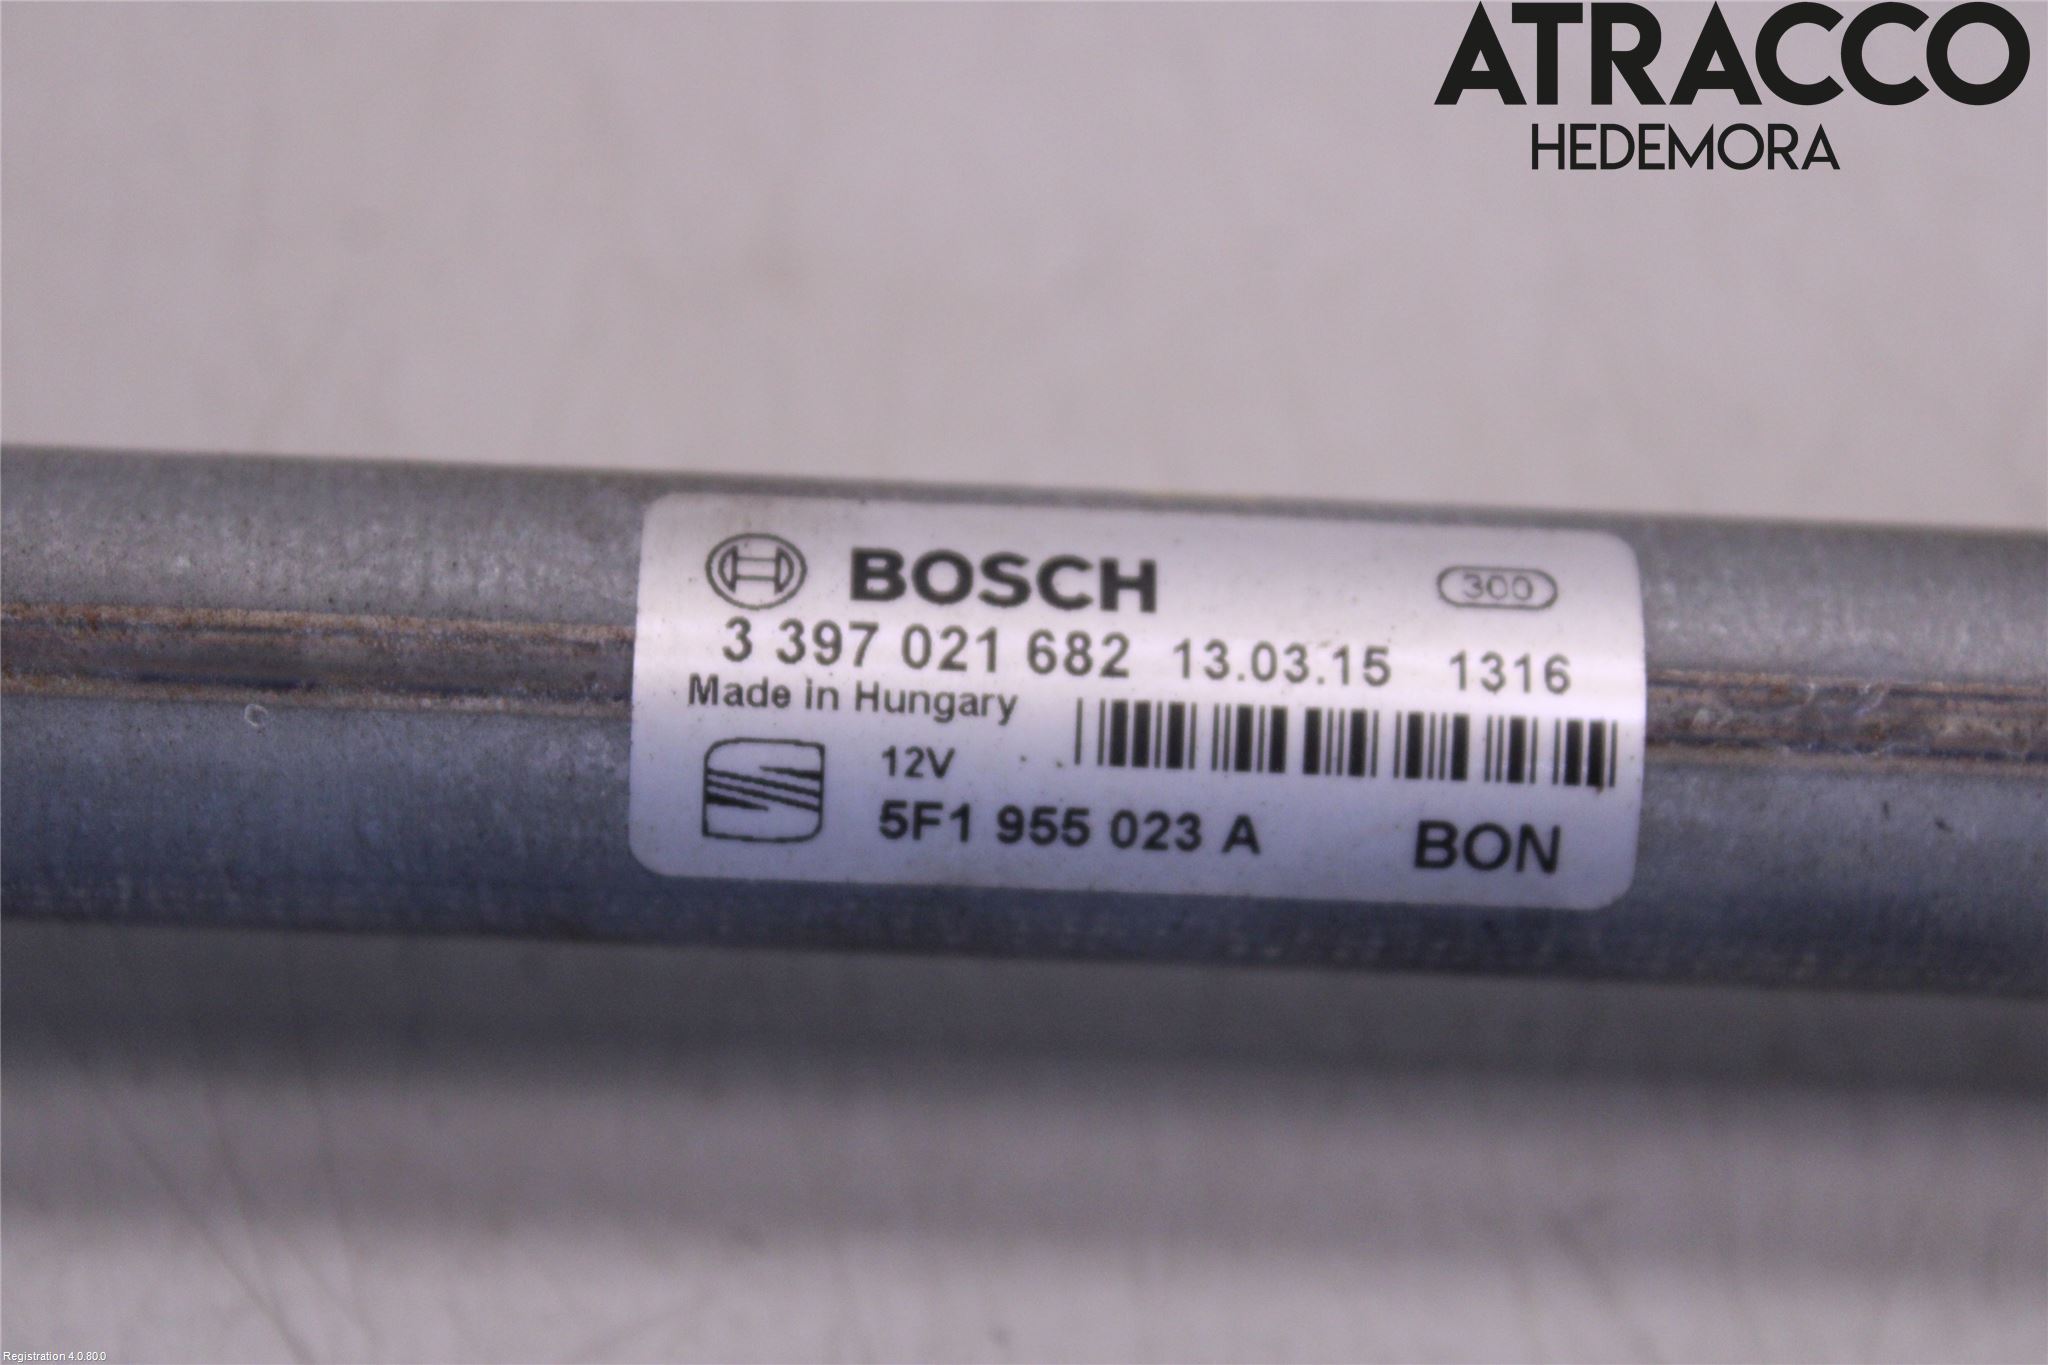 ATRACCO
HEDEMORA
BOSCH 300
3 397 021 682 13.03.15 1316
Made in Hungary
12V
5F1 955 023 A BON
Registration 4.0.80.0